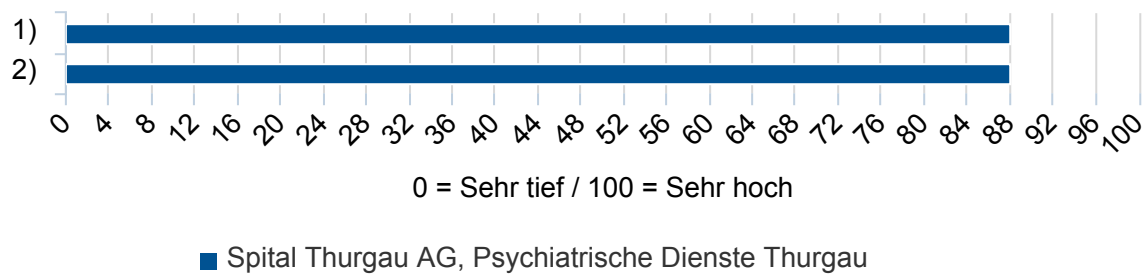 1)
2)
0 4 8 12 16 20 24 28 32 36 40 44 48 52 56 60 64 68 72 76 80 84 88 92 96 100
0 = Sehr tief / 100 = Sehr hoch
Spital Thurgau AG, Psychiatrische Dienste Thurgau